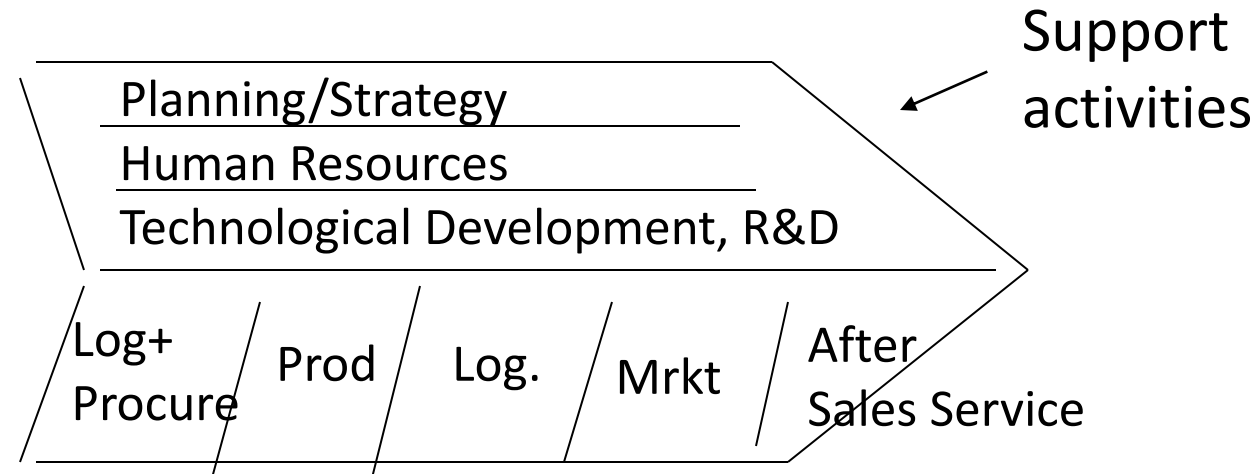 Support
activities
Planning/Strategy
Human Resources
Technological Development, R&D
Log+
Procure
Prod
Log.
Mrkt
After
Sales Service